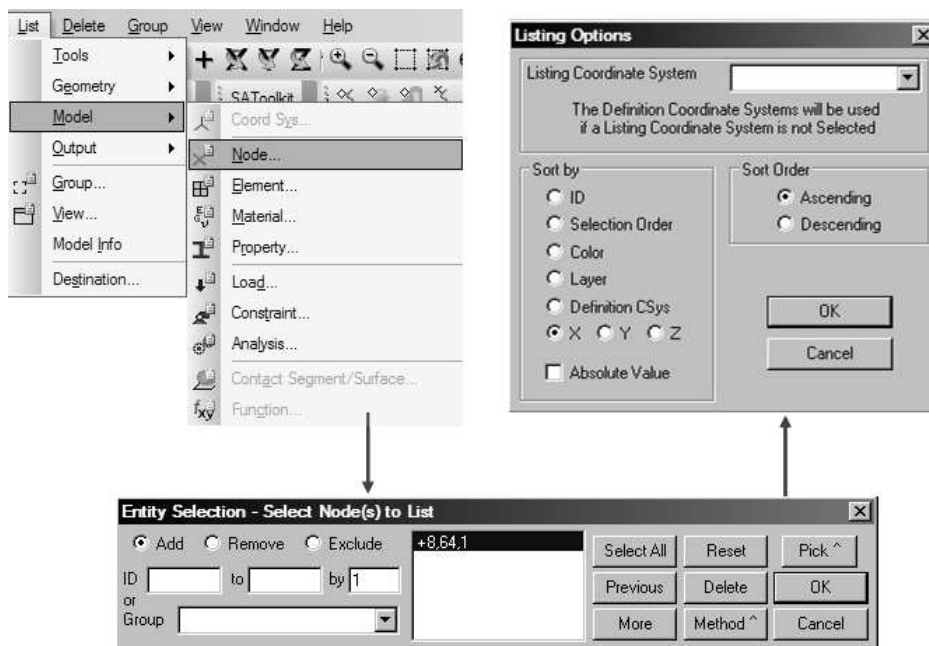 List Delete Group View Window Help
Tools
Geometry
Model
Output
Group...
View...
Model Info
Destination...
SAToolkit
Coord Sys...
Node...
Element...
Material...
Property...
Load...
Constraint...
Analysis...
Contact Segment/Surface...
Function...
Listing Options
Listing Coordinate System
The Definition Coordinate Systems will be used
if a Listing Coordinate System is not Selected
Sort by
ID
Selection Order
Color
Layer
Definition CSys
X Y Z
Absolute Value
Sort Order
Ascending
Descending
OK
Cancel
Entity Selection - Select Node(s) to List
Add Remove Exclude
ID to by 1
or
Group
+8,64,1
Select All Reset Pick ^
Previous Delete OK
More Method ^ Cancel